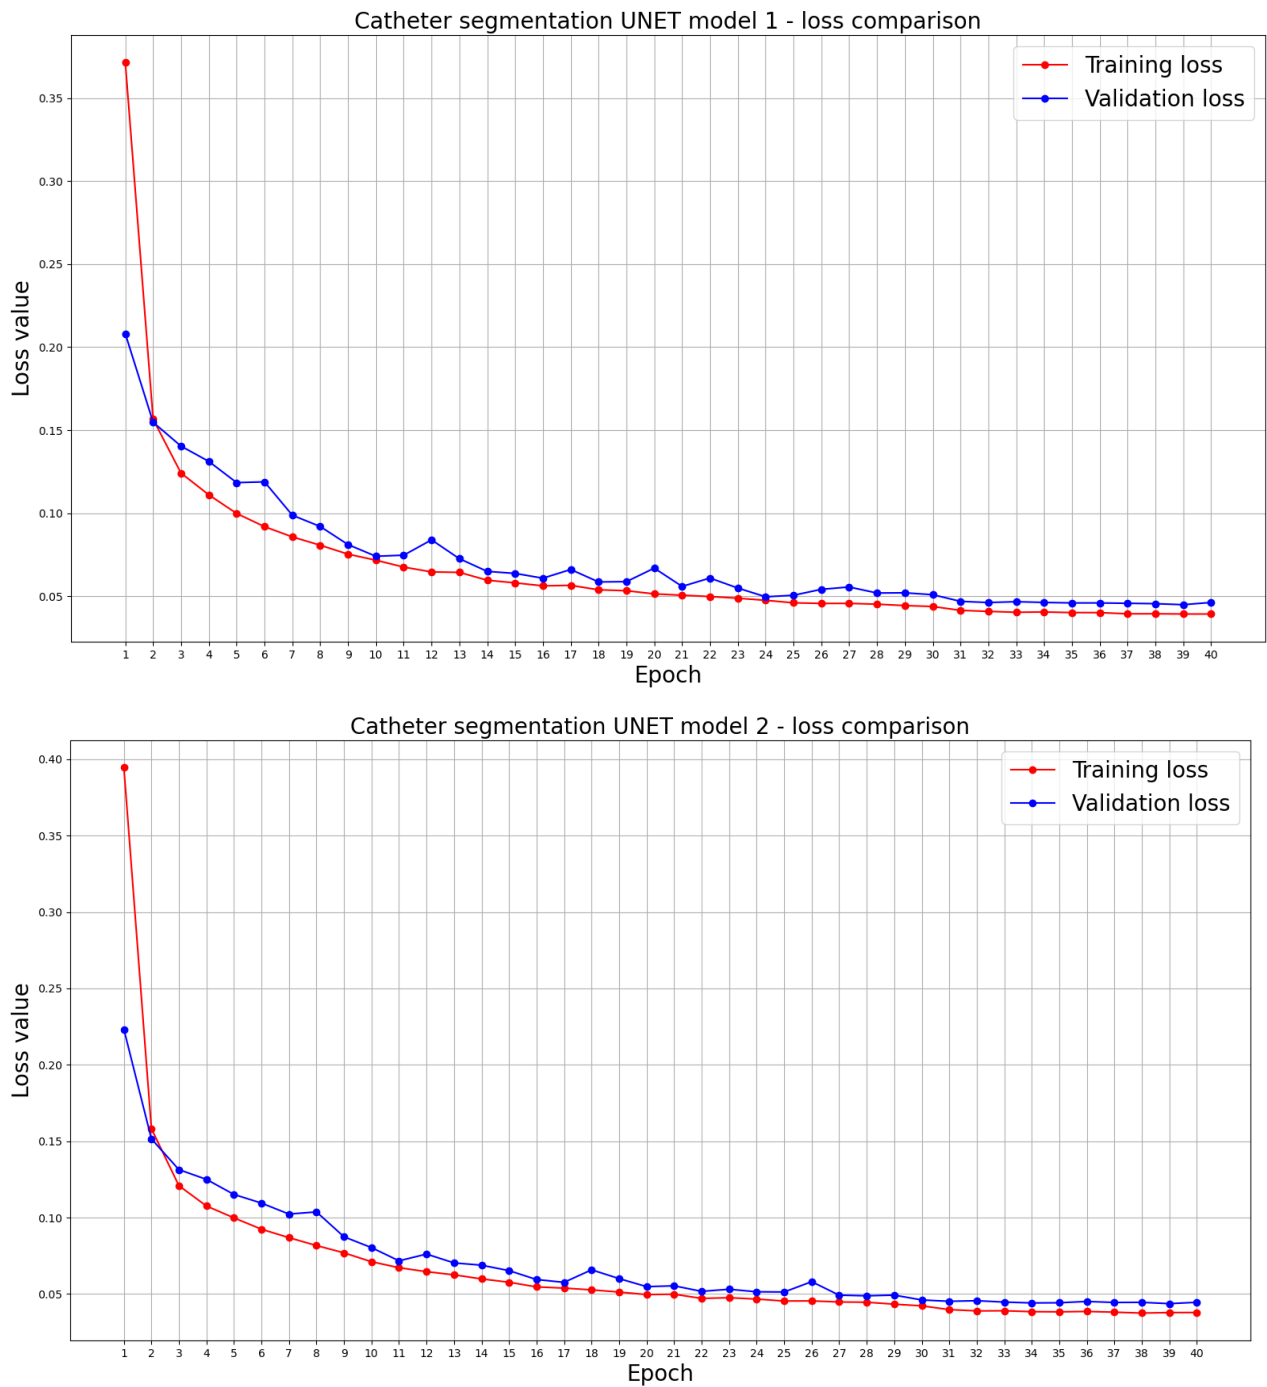 Catheter segmentation UNET model 1 - loss comparison
Training loss
Validation loss
Loss value
0.35
0.30
0.25
0.20
0.15
0.10
0.05
1 2 3 4 5 6 7 8 9 10 11 12 13 14 15 16 17 18 19 20 21 22 23 24 25 26 27 28 29 30 31 32 33 34 35 36 37 38 39 40
Epoch
Catheter segmentation UNET model 2 - loss comparison
Training loss
Validation loss
Loss value
0.40
0.35
0.30
0.25
0.20
0.15
0.10
0.05
1 2 3 4 5 6 7 8 9 10 11 12 13 14 15 16 17 18 19 20 21 22 23 24 25 26 27 28 29 30 31 32 33 34 35 36 37 38 39 40
Epoch